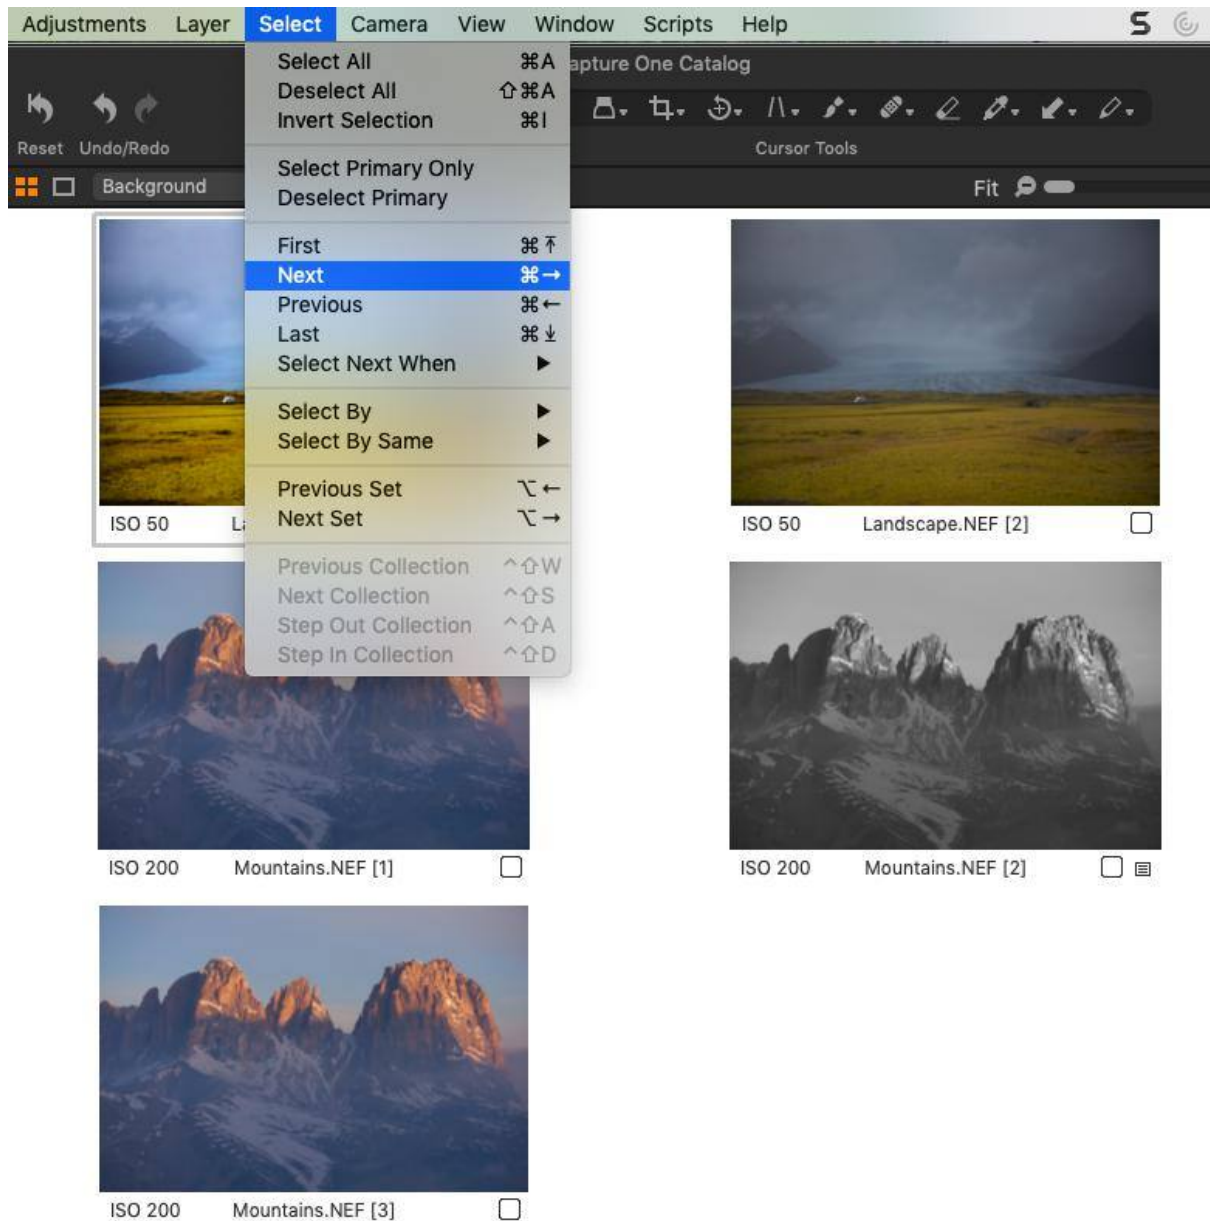 Adjustments Layer Select Camera View Window Scripts Help
Select All ⌘A
Deselect All ⇧⌘A
Invert Selection ⌘I
Select Primary Only
Deselect Primary
First ⌘⤒
Next ⌘→
Previous ⌘←
Last ⌘⤓
Select Next When ▶
Select By ▶
Select By Same ▶
Previous Set ⌥←
Next Set ⌥→
Previous Collection ^⇧W
Next Collection ^⇧S
Step Out Collection ^⇧A
Step In Collection ^⇧D
apture One Catalog
Reset Undo/Redo
Cursor Tools
Background
Fit
ISO 50
ISO 50 Landscape.NEF [2]
ISO 200 Mountains.NEF [1]
ISO 200 Mountains.NEF [2]
ISO 200 Mountains.NEF [3]